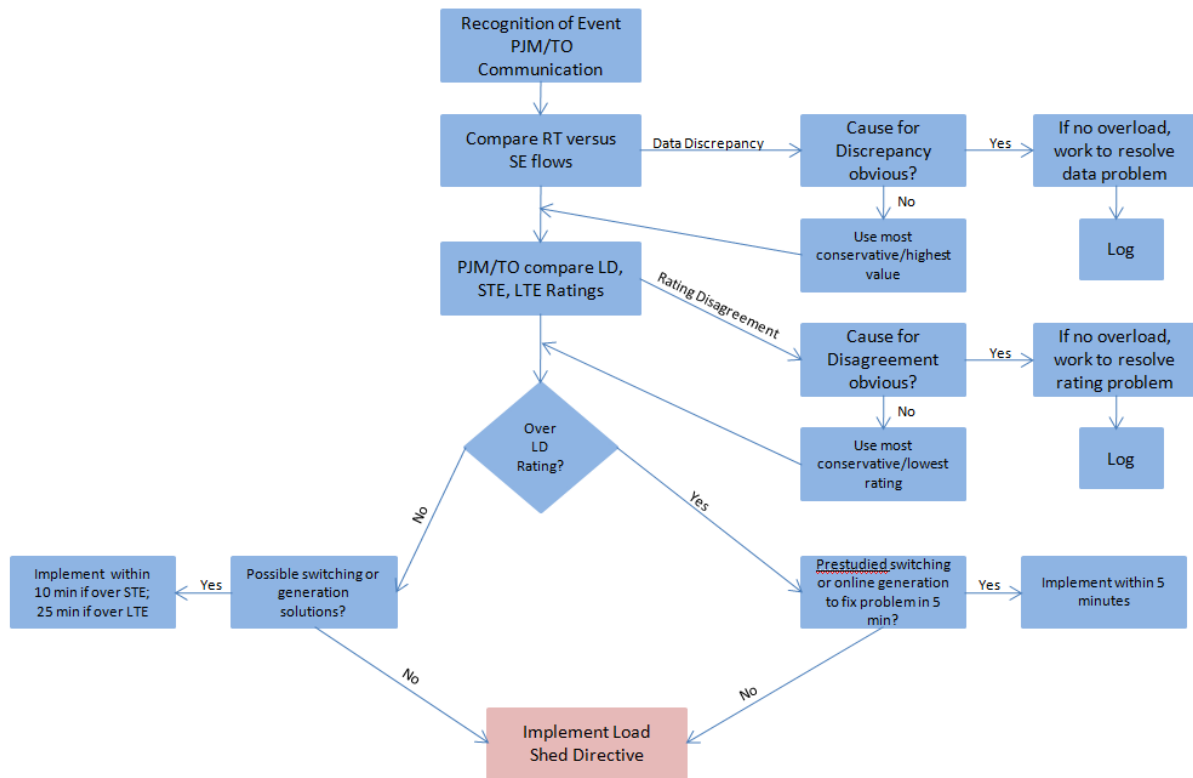 Recognition of Event
PJM/TO
Communication
Compare RT versus
SE flows
Data Discrepancy
Cause for
Discrepancy
obvious?
Yes
If no overload,
work to resolve
data problem
No
Use most
conservative/highest
value
Log
PJM/TO compare LD,
STE, LTE Ratings
Rating Disagreement
Cause for
Disagreement
obvious?
Yes
If no overload,
work to resolve
rating problem
No
Use most
conservative/lowest
rating
Log
Over
LD
Rating?
No
Yes
Implement within
10 min if over STE;
25 min if over LTE
Yes
Possible switching or
generation
solutions?
Prestudied switching
or online generation
to fix problem in 5
min?
Yes
Implement within 5
minutes
No
No
Implement Load
Shed Directive